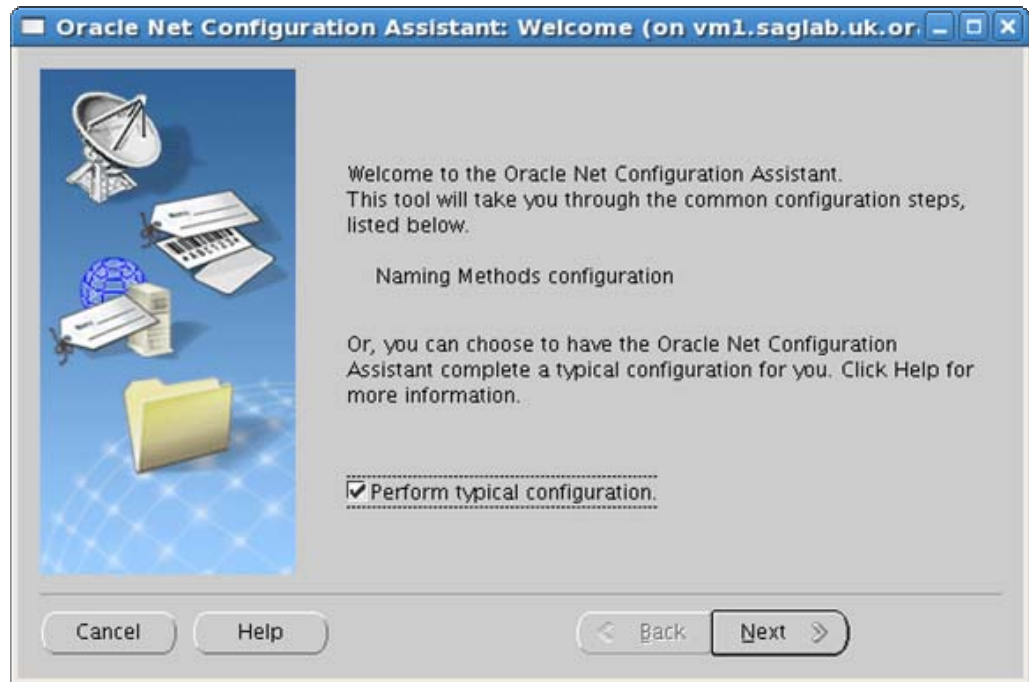 Oracle Net Configuration Assistant: Welcome (on vm1.saglab.uk.or
Welcome to the Oracle Net Configuration Assistant.
This tool will take you through the common configuration steps,
listed below.
Naming Methods configuration
Or, you can choose to have the Oracle Net Configuration
Assistant complete a typical configuration for you. Click Help for
more information.
Perform typical configuration.
Cancel
Help
Back
Next